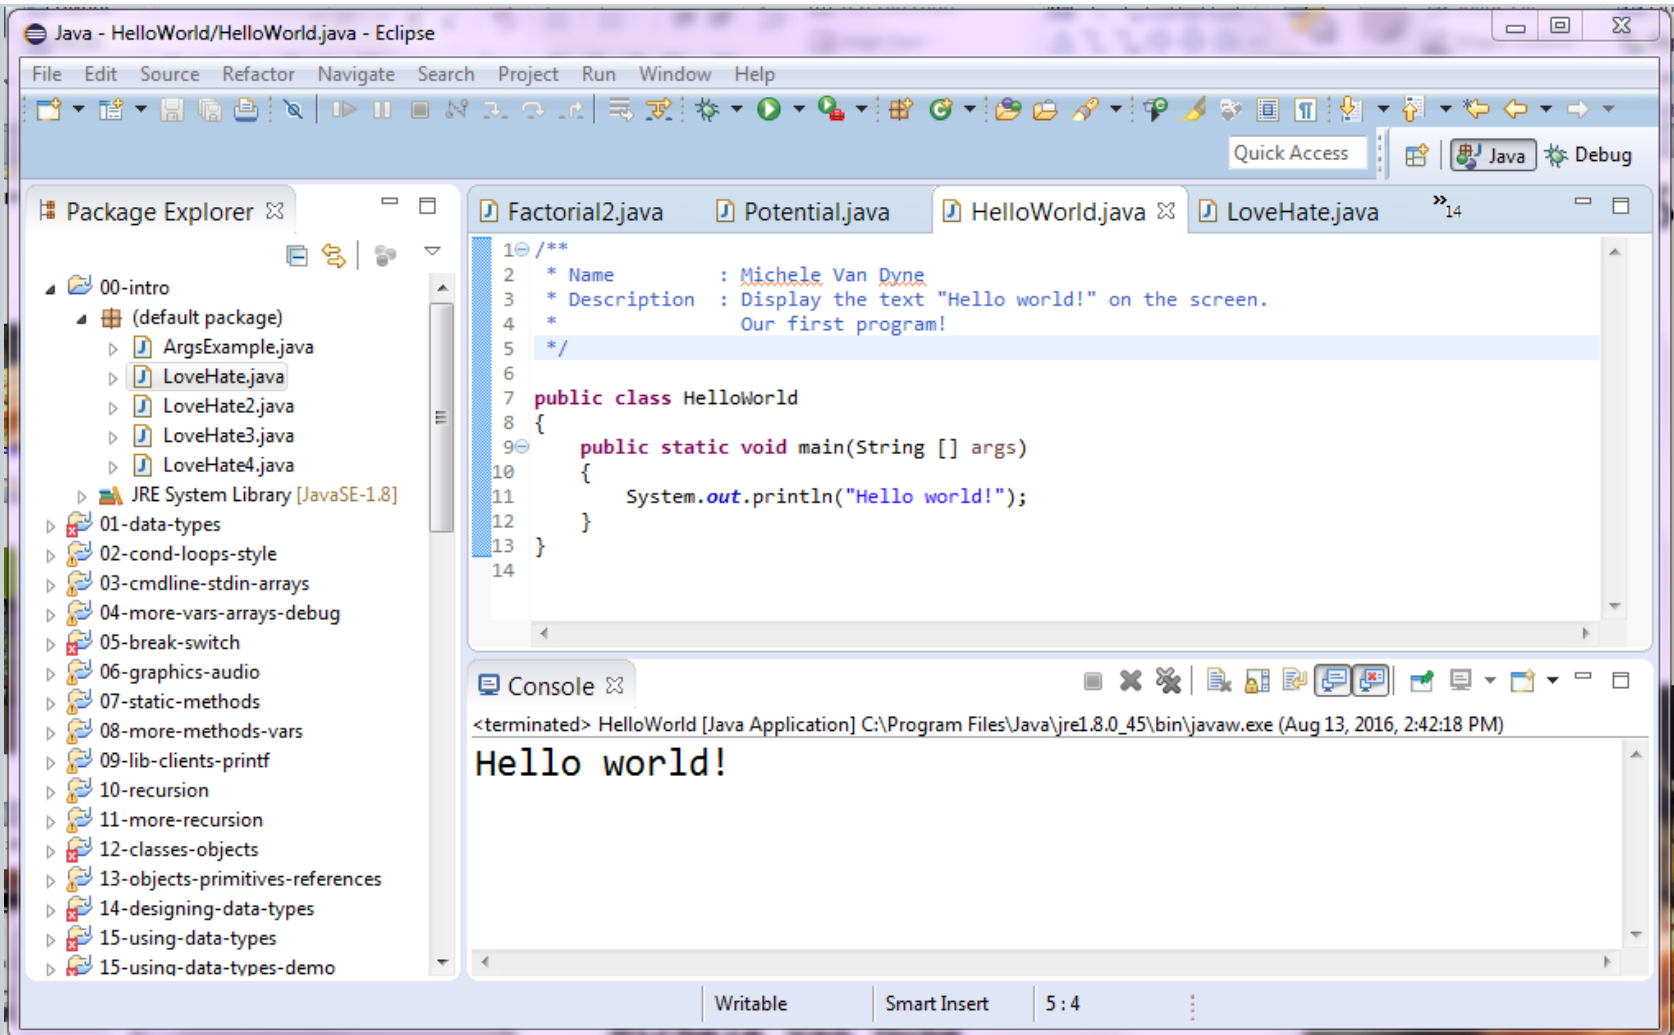 Java - HelloWorld/HelloWorld.java - Eclipse
File Edit Source Refactor Navigate Search Project Run Window Help
Quick Access Java Debug
Package Explorer
00-intro
(default package)
ArgsExample.java
LoveHate.java
LoveHate2.java
LoveHate3.java
LoveHate4.java
JRE System Library [JavaSE-1.8]
01-data-types
02-cond-loops-style
03-cmdline-stdin-arrays
04-more-vars-arrays-debug
05-break-switch
06-graphics-audio
07-static-methods
08-more-methods-vars
09-lib-clients-printf
10-recursion
11-more-recursion
12-classes-objects
13-objects-primitives-references
14-designing-data-types
15-using-data-types
15-using-data-types-demo
Factorial2.java Potential.java HelloWorld.java LoveHate.java »14
1 /**
2 * Name : Michele Van Dyne
3 * Description : Display the text "Hello world!" on the screen.
4 * Our first program!
5 */
6
7 public class HelloWorld
8 {
9 public static void main(String [] args)
10 {
11 System.out.println("Hello world!");
12 }
13 }
14
Console
<terminated> HelloWorld [Java Application] C:\Program Files\Java\jre1.8.0_45\bin\javaw.exe (Aug 13, 2016, 2:42:18 PM)
Hello world!
Writable Smart Insert 5 : 4